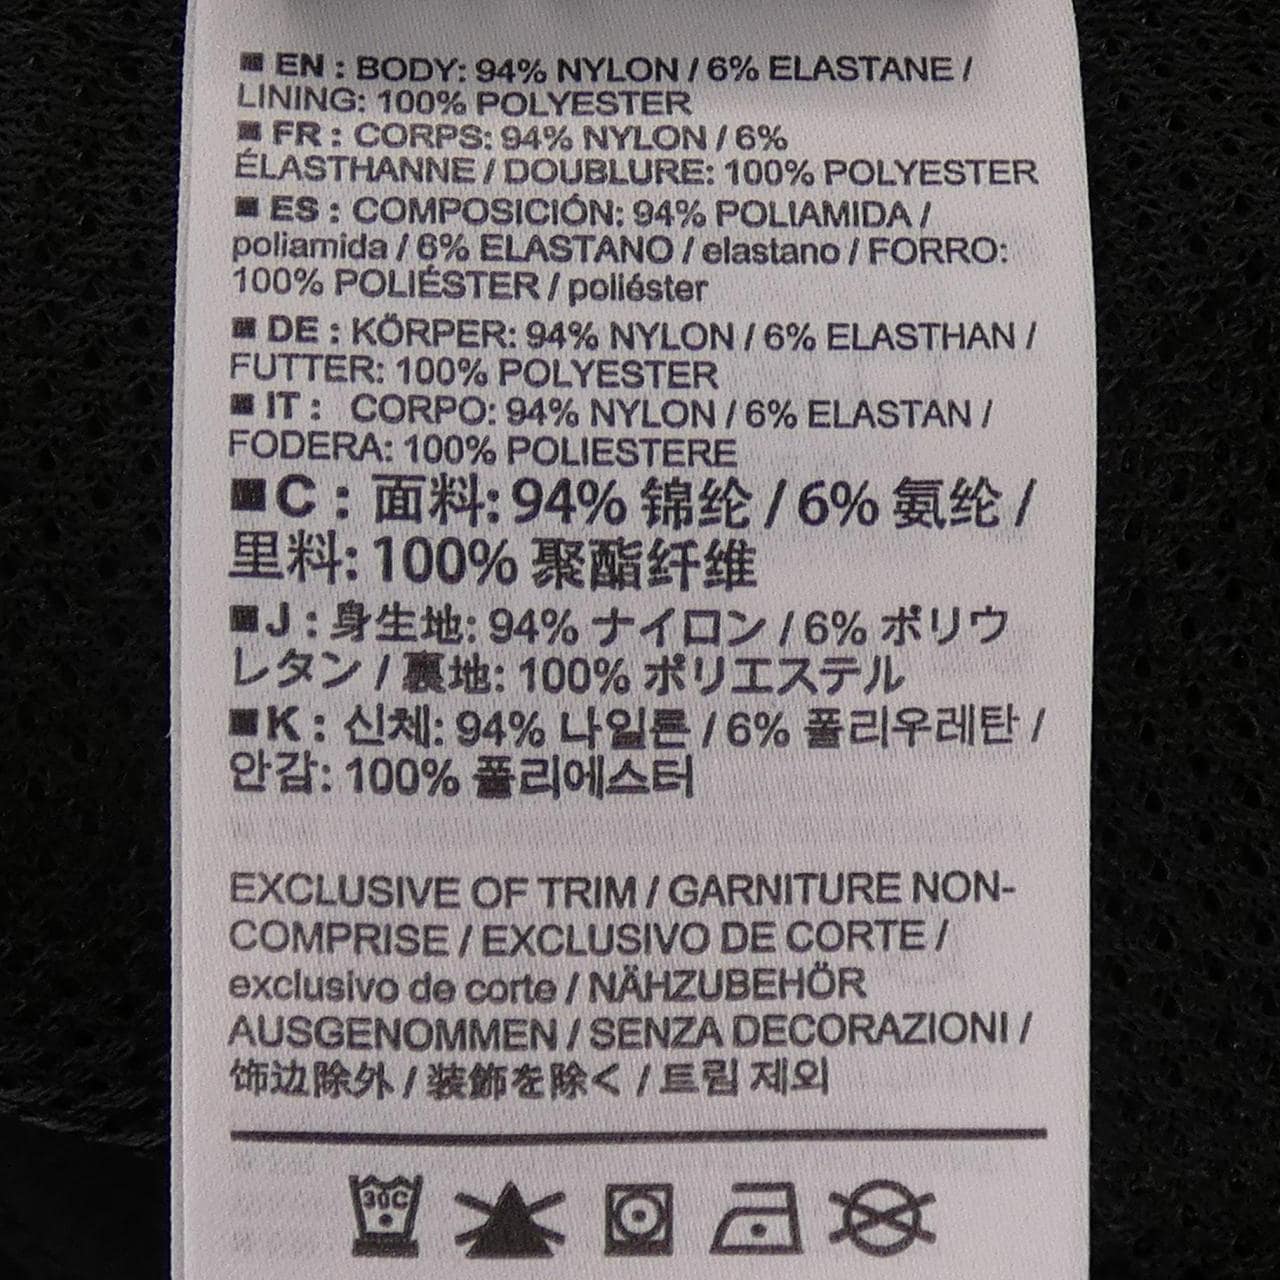 ■ EN : BODY: 94% NYLON / 6% ELASTANE /
LINING: 100% POLYESTER
■ FR : CORPS: 94% NYLON / 6%
ÉLASTHANNE / DOUBLURE: 100% POLYESTER
■ ES : COMPOSICIÓN: 94% POLIAMIDA /
poliamida / 6% ELASTANO / elastano / FORRO:
100% POLIÉSTER / poliéster
■ DE : KÖRPER: 94% NYLON / 6% ELASTHAN /
FUTTER: 100% POLYESTER
■ IT : CORPO: 94% NYLON / 6% ELASTAN /
FODERA: 100% POLIESTERE
■ C : 面料: 94% 锦纶 / 6% 氨纶 /
里料: 100% 聚酯纤维
■ J : 身生地: 94% ナイロン / 6% ポリウ
レタン / 裏地: 100% ポリエステル
■ K : 신체: 94% 나일론 / 6% 폴리우레탄 /
안감: 100% 폴리에스터
EXCLUSIVE OF TRIM / GARNITURE NON-
COMPRISE / EXCLUSIVO DE CORTE /
exclusivo de corte / NÄHZUBEHÖR
AUSGENOMMEN / SENZA DECORAZIONI /
饰边除外 / 装飾を除く / 트림 제외
30C